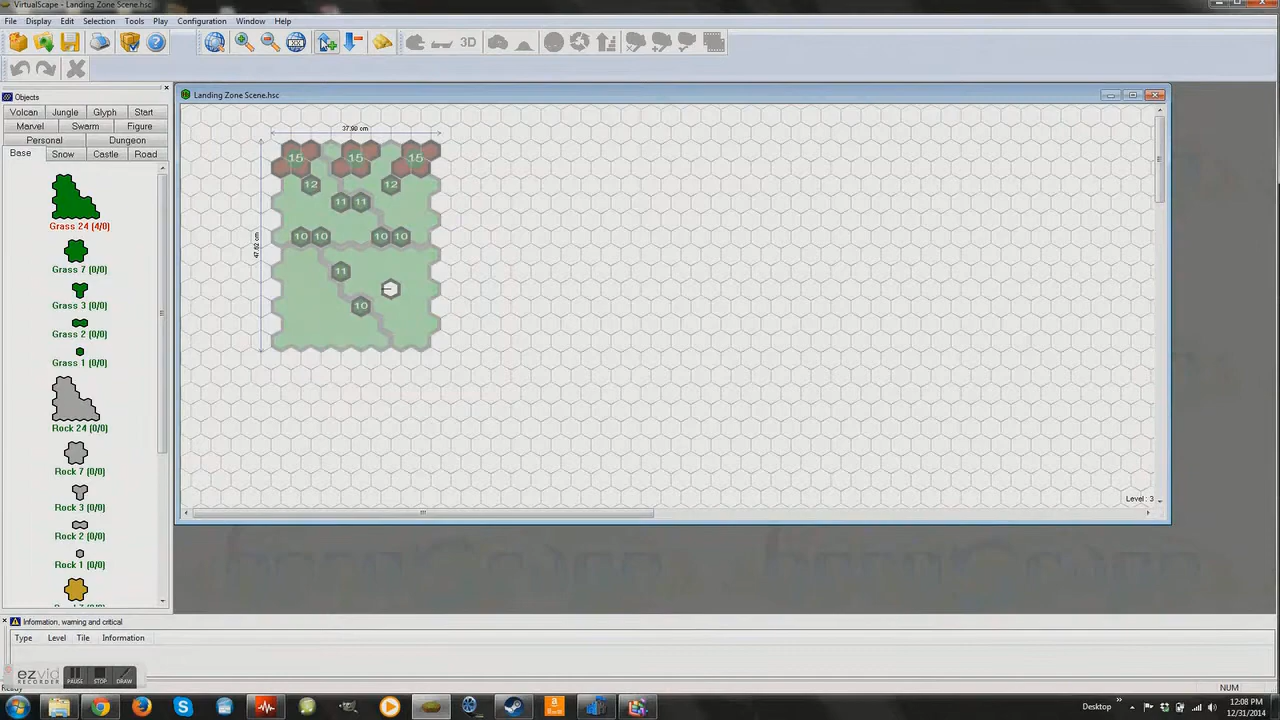 VirtualScape - Landing Zone Scene.hsc
File Display Edit Selection Tools Play Configuration Window Help
3D
Objects
Volcan Jungle Glyph Start
Marvel Swarm Figure
Personal Dungeon
Base Snow Castle Road
Grass 24 (4/0)
Grass 7 (0/0)
Grass 3 (0/0)
Grass 2 (0/0)
Grass 1 (0/0)
Rock 24 (0/0)
Rock 7 (0/0)
Rock 3 (0/0)
Rock 2 (0/0)
Rock 1 (0/0)
Landing Zone Scene.hsc
15 15 15
12 12
11 11
10 10 10 10
11
10
Level : 3
Information, warning and critical
Type Level Tile Information
ezvid
RECORDER
PAUSE STOP DRAW
Ready
NUM
Desktop
12:08 PM
12/31/2014